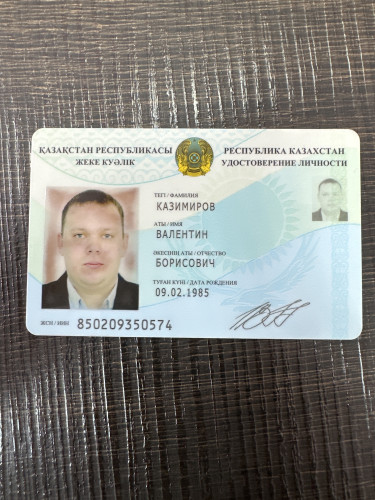 ҚАЗАҚСТАН РЕСПУБЛИКАСЫ
ЖЕКЕ КУӘЛІК
РЕСПУБЛИКА КАЗАХСТАН
УДОСТОВЕРЕНИЕ ЛИЧНОСТИ
ТЕГІ / ФАМИЛИЯ
КАЗИМИРОВ
АТЫ / ИМЯ
ВАЛЕНТИН
ӘКЕСІНІҢ АТЫ / ОТЧЕСТВО
БОРИСОВИЧ
ТУҒАН КҮНІ / ДАТА РОЖДЕНИЯ
09.02.1985
ЖСН / ИИН 850209350574